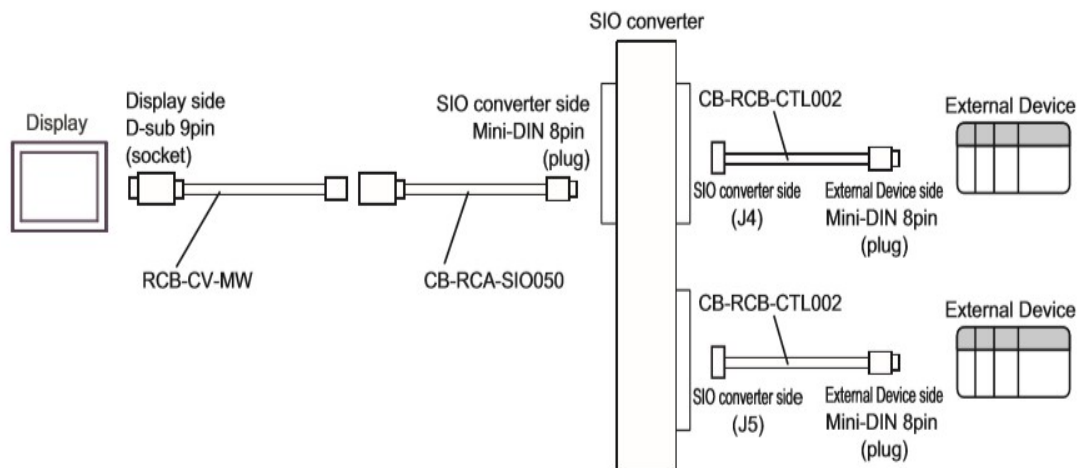 SIO converter
Display
Display side
D-sub 9pin
(socket)
RCB-CV-MW
SIO converter side
Mini-DIN 8pin
(plug)
CB-RCA-SIO050
CB-RCB-CTL002
SIO converter side
(J4)
External Device side
Mini-DIN 8pin
(plug)
External Device
CB-RCB-CTL002
SIO converter side
(J5)
External Device side
Mini-DIN 8pin
(plug)
External Device